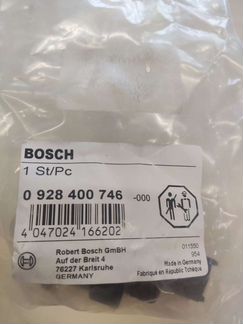 BOSCH
1 St/Pc
0 928 400 746 -000
4 047024 166202
Robert Bosch GmbH
Auf der Breit 4
76227 Karlsruhe
GERMANY
011550
954
Made in Germany
Fabriqué en République Tchèque